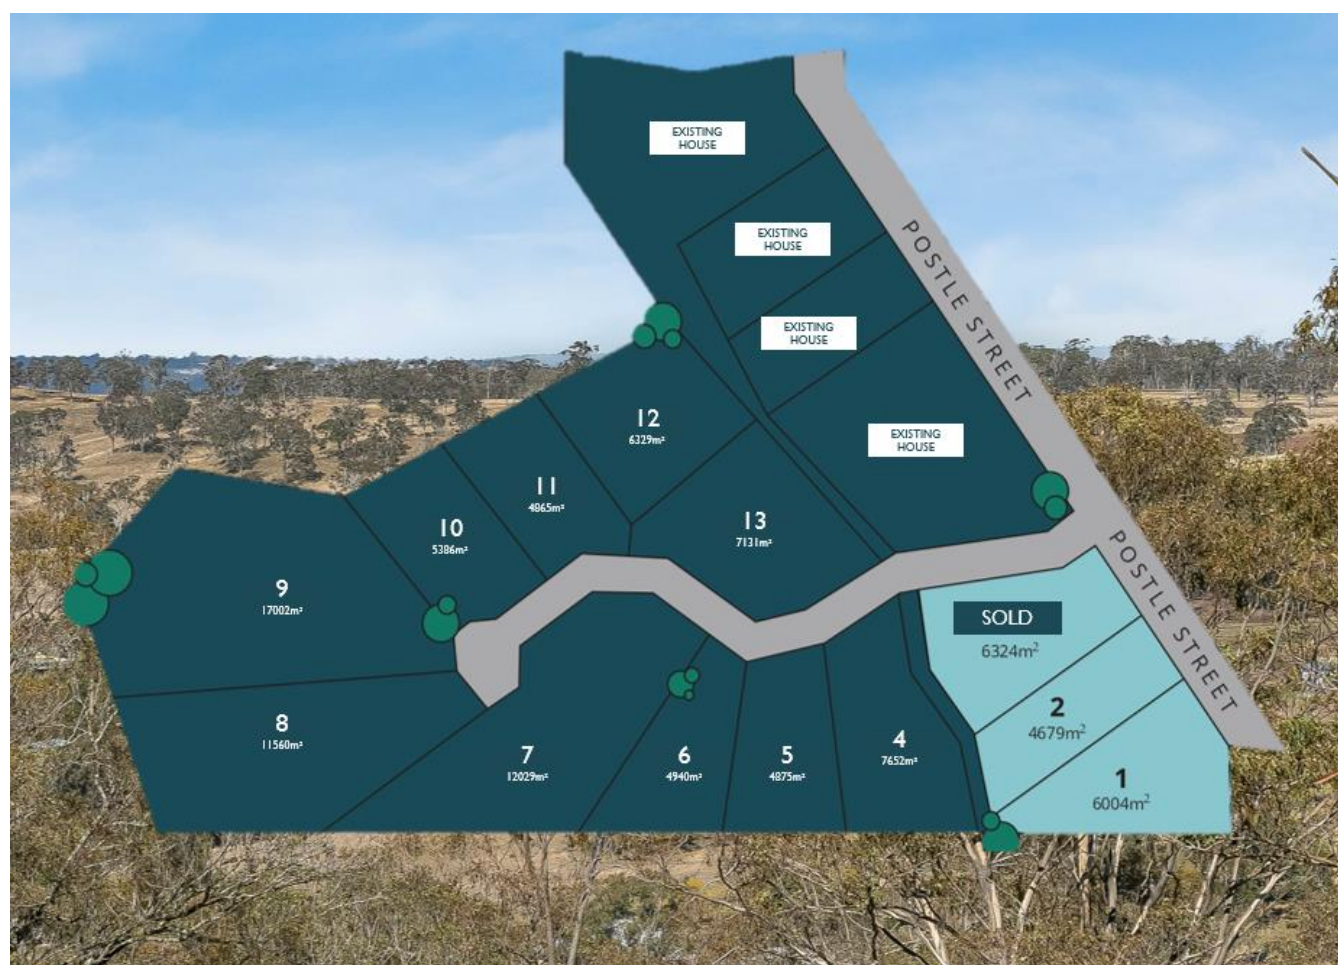 EXISTING
HOUSE
EXISTING
HOUSE
EXISTING
HOUSE
EXISTING
HOUSE
POSTLE STREET
POSTLE STREET
12
6329m²
11
4865m²
10
5386m²
13
7131m²
9
17002m²
SOLD
6324m²
8
11560m²
7
12029m²
6
4940m²
5
4875m²
4
7652m²
2
4679m²
1
6004m²